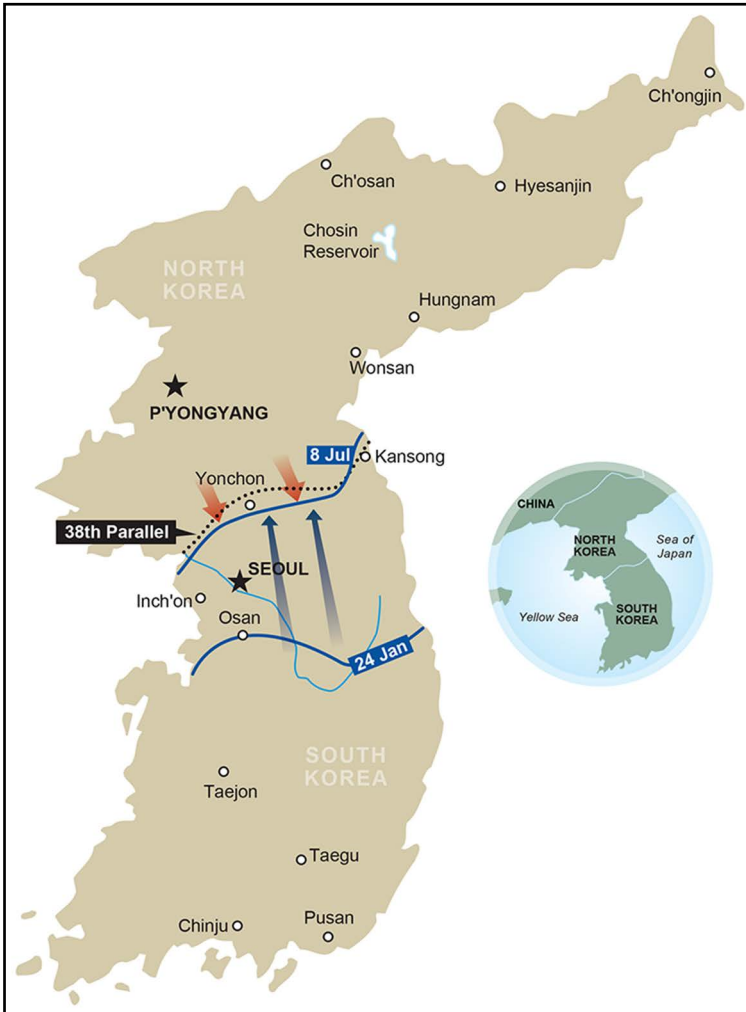 Ch'ongjin
Ch'osan
Hyesanjin
Chosin
Reservoir
NORTH
KOREA
Hungnam
Wonsan
P'YONGYANG
8 Jul
Kansong
Yonchon
38th Parallel
SEOUL
Inch'on
Osan
24 Jan
SOUTH
KOREA
Taejon
Taegu
Chinju
Pusan
CHINA
NORTH
KOREA
Sea of
Japan
Yellow Sea
SOUTH
KOREA